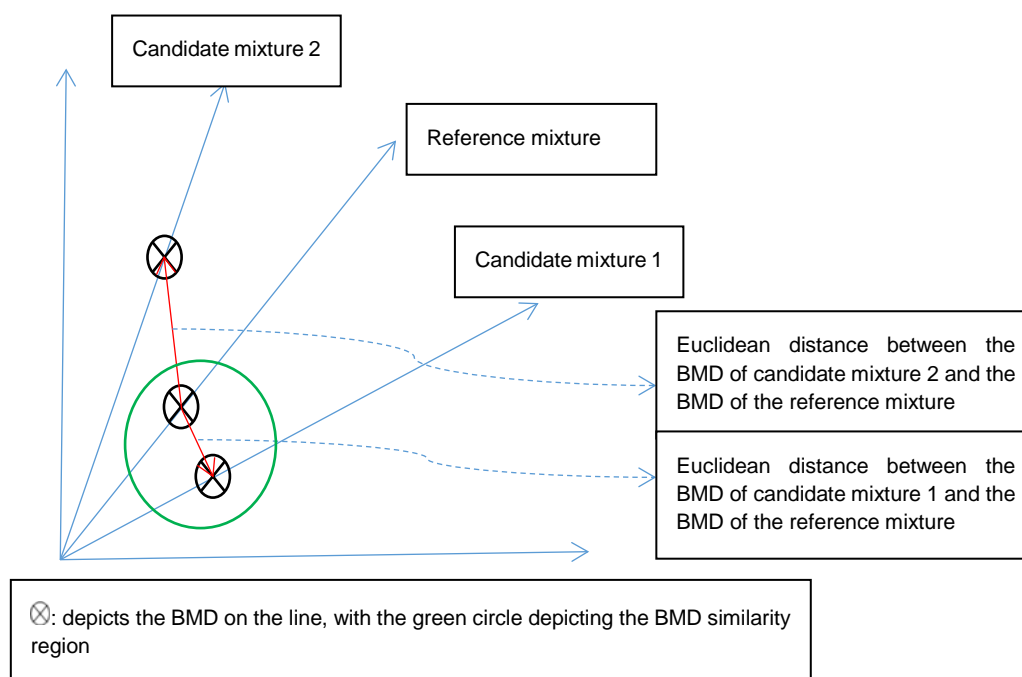 Candidate mixture 2
Reference mixture
Candidate mixture 1
Euclidean distance between the
BMD of candidate mixture 2 and the
BMD of the reference mixture
Euclidean distance between the
BMD of candidate mixture 1 and the
BMD of the reference mixture
⊗: depicts the BMD on the line, with the green circle depicting the BMD similarity
region